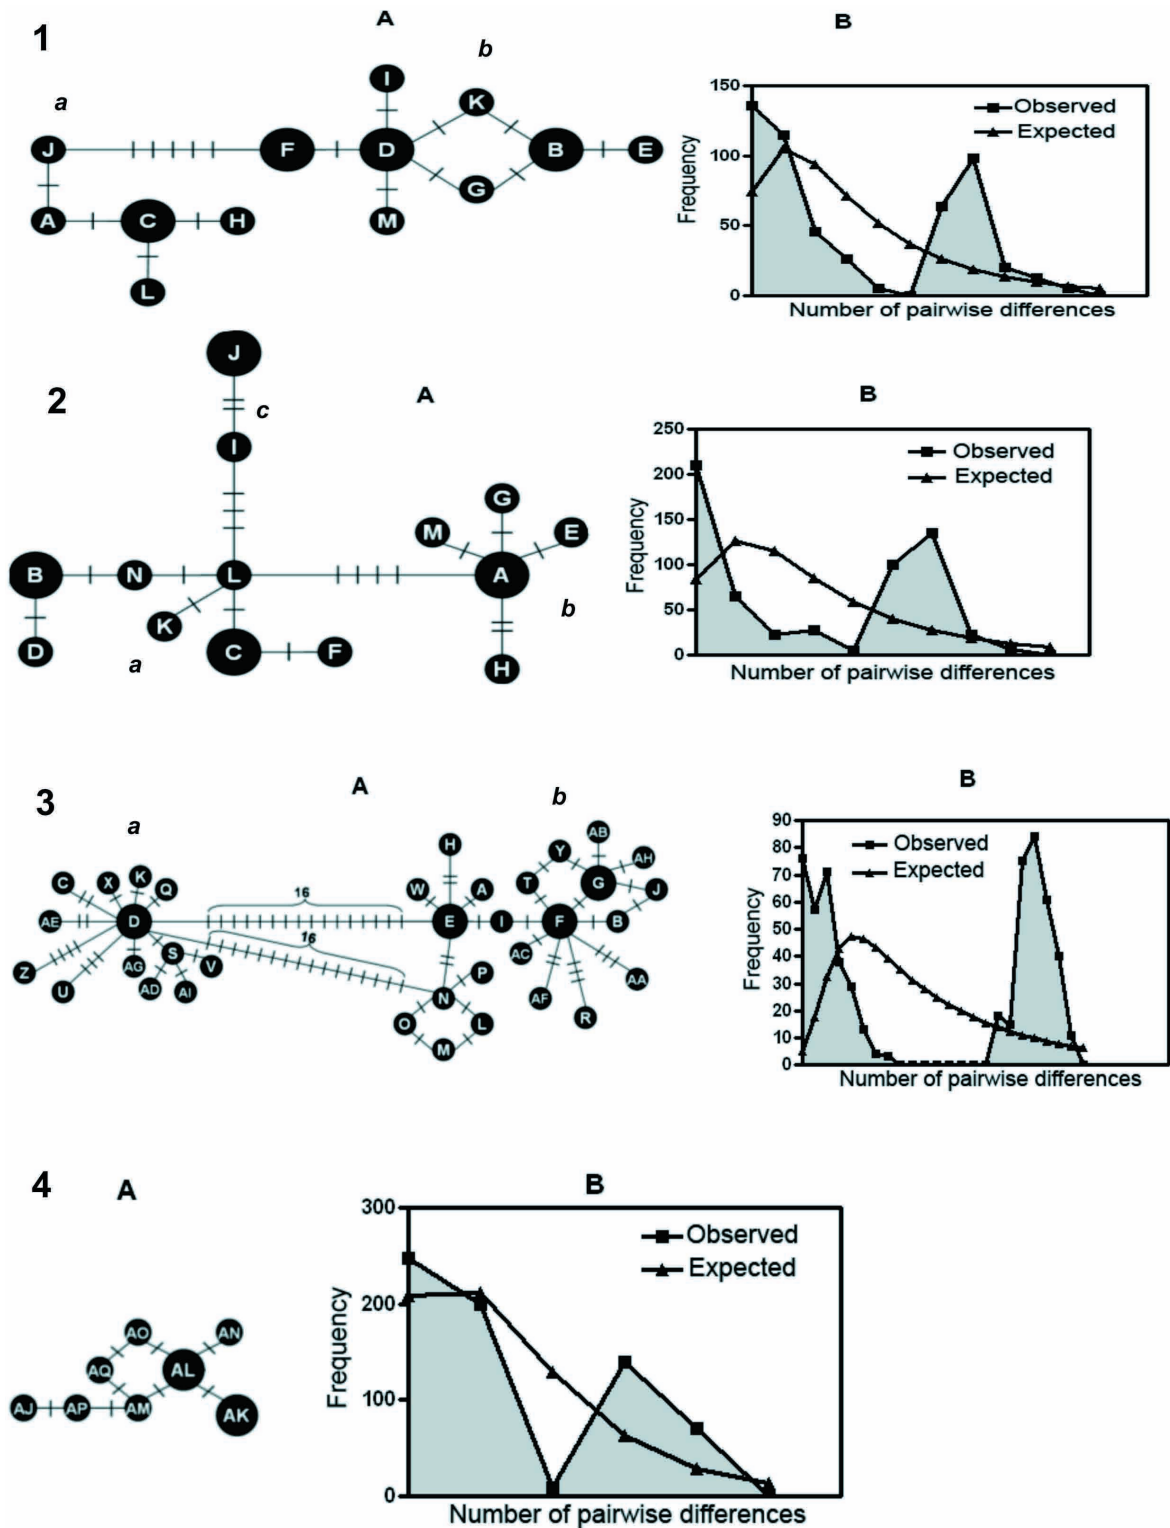 1
A
a
b
I
K
J
F
D
B
E
G
A
C
H
M
L
B
Observed
Expected
Frequency
150
100
50
0
Number of pairwise differences
2
A
J
c
I
G
M
E
B
N
L
A
K
b
D
a
C
F
H
B
Observed
Expected
Frequency
250
200
150
100
50
0
Number of pairwise differences
3
A
a
b
H
AB
C
X
K
Q
Y
AH
16
W
A
T
G
J
AE
D
E
I
F
B
16
S
V
AC
Z
U
AG
AD
AI
N
P
AF
R
AA
O
L
M
B
Observed
Expected
Frequency
90
80
70
60
50
40
30
20
10
0
Number of pairwise differences
4
A
AO
AN
AQ
AL
AJ
AP
AM
AK
B
Observed
Expected
Frequency
300
200
100
0
Number of pairwise differences